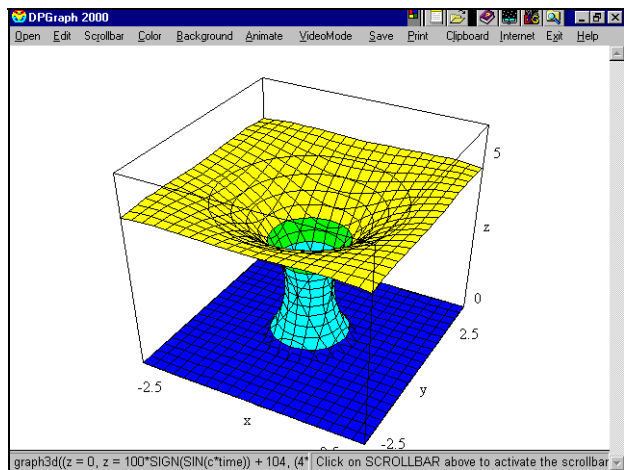 DPGraph 2000
Open Edit Scrollbar Color Background Animate VideoMode Save Print Clipboard Internet Exit Help
5
z
0
2.5
y
-2.5
-2.5
x
graph3d((z = 0, z = 100*SIGN(SIN(c*time)) + 104, (4* Click on SCROLLBAR above to activate the scrollbar